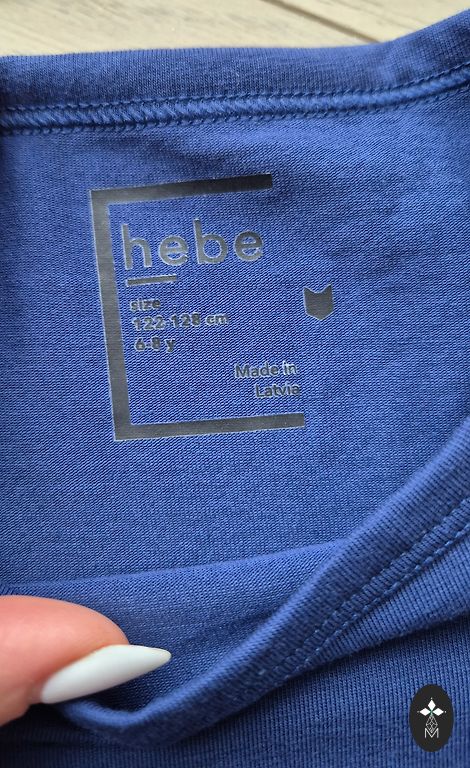 hebe
size
122-128 cm
6-8 y
Made in
Latvia
M